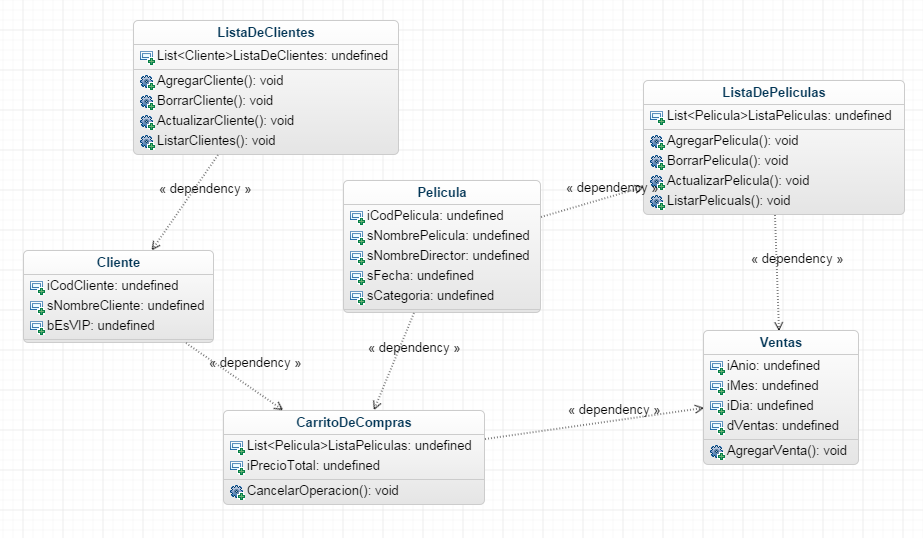 ListaDeClientes
List<Cliente>ListaDeClientes: undefined
AgregarCliente(): void
BorrarCliente(): void
ActualizarCliente(): void
ListarClientes(): void
« dependency »
ListaDePeliculas
List<Pelicula>ListaPeliculas: undefined
AgregarPelicula(): void
BorrarPelicula(): void
ActualizarPelicula(): void
ListarPelicuals(): void
« dependency »
Pelicula
iCodPelicula: undefined
sNombrePelicula: undefined
sNombreDirector: undefined
sFecha: undefined
sCategoria: undefined
« dependency »
Cliente
iCodCliente: undefined
sNombreCliente: undefined
bEsVIP: undefined
« dependency »
« dependency »
Ventas
iAnio: undefined
iMes: undefined
iDia: undefined
dVentas: undefined
AgregarVenta(): void
« dependency »
CarritoDeCompras
List<Pelicula>ListaPeliculas: undefined
iPrecioTotal: undefined
CancelarOperacion(): void